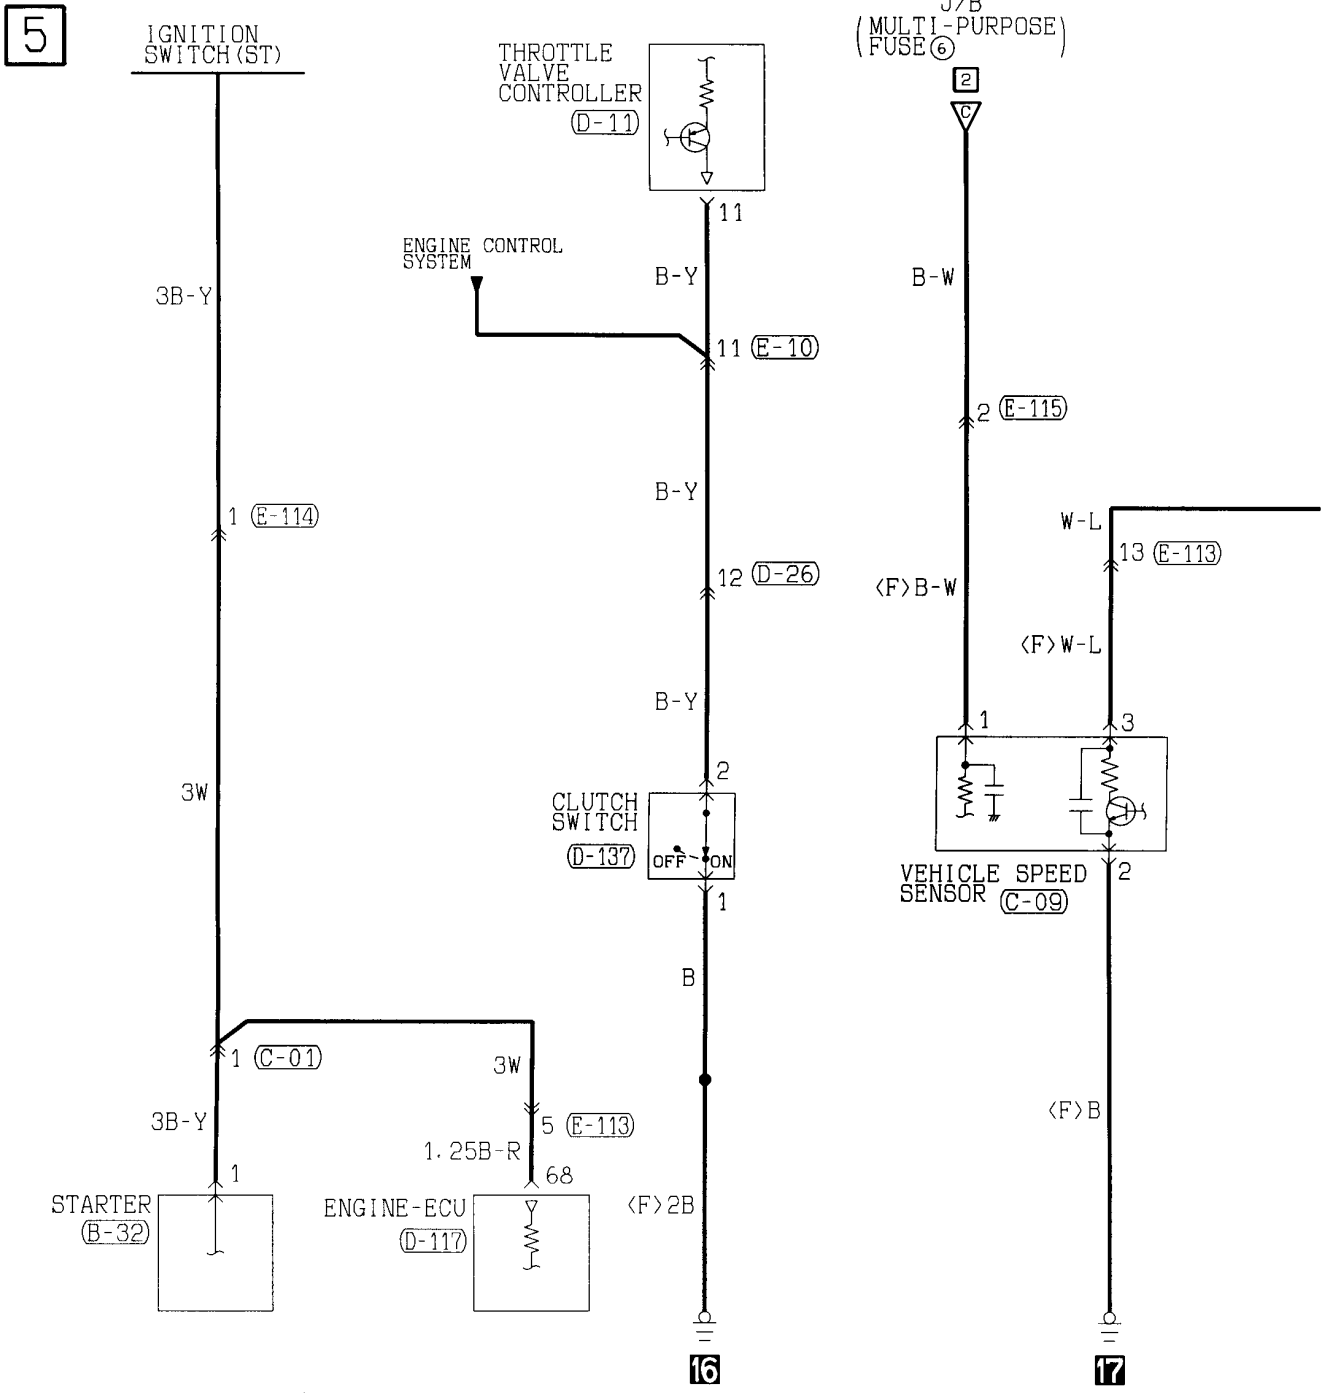 5
IGNITION
SWITCH(ST)
3B-Y
1 (E-114)
3W
1 (C-01)
3B-Y
1
STARTER
(B-32)
3W
5 (E-113)
1.25B-R
68
ENGINE-ECU
(D-117)
THROTTLE
VALVE
CONTROLLER
(D-11)
11
ENGINE CONTROL
SYSTEM
B-Y
11 (E-10)
B-Y
12 (D-26)
B-Y
2
CLUTCH
SWITCH
(D-137)
OFF ON
1
B
<F>2B
16
J/B
(MULTI-PURPOSE)
FUSE⑥
2
C
B-W
2 (E-115)
<F>B-W
1
W-L
13 (E-113)
<F>W-L
3
VEHICLE SPEED
SENSOR (C-09)
2
<F>B
17